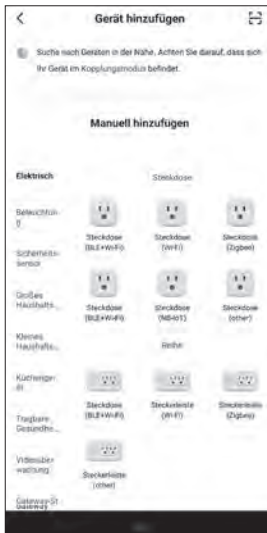 Gerät hinzufügen
Suche nach Geräten in der Nähe. Achten Sie darauf, dass sich
Ihr Gerät im Kopplungsmodus befindet.
Manuell hinzufügen
Elektrisch
Steckdose
Beleuchtun
g
Steckdose
(BLE+Wi-Fi)
Steckdose
(Wi-Fi)
Steckdose
(Zigbee)
Sicherheits-
sensor
Großes
Haushalts...
Steckdose
(BLE+Wi-Fi)
Steckdose
(NB-IoT)
Steckdose
(other)
Kleines
Haushalts...
Reihe
Küchenger
ät
Steckdose
(BLE+Wi-Fi)
Steckerleiste
(Wi-Fi)
Steckerleiste
(Zigbee)
Tragbare
Gesundhe...
Videoüber
wachung
Steckerleiste
(other)
Gateway-St